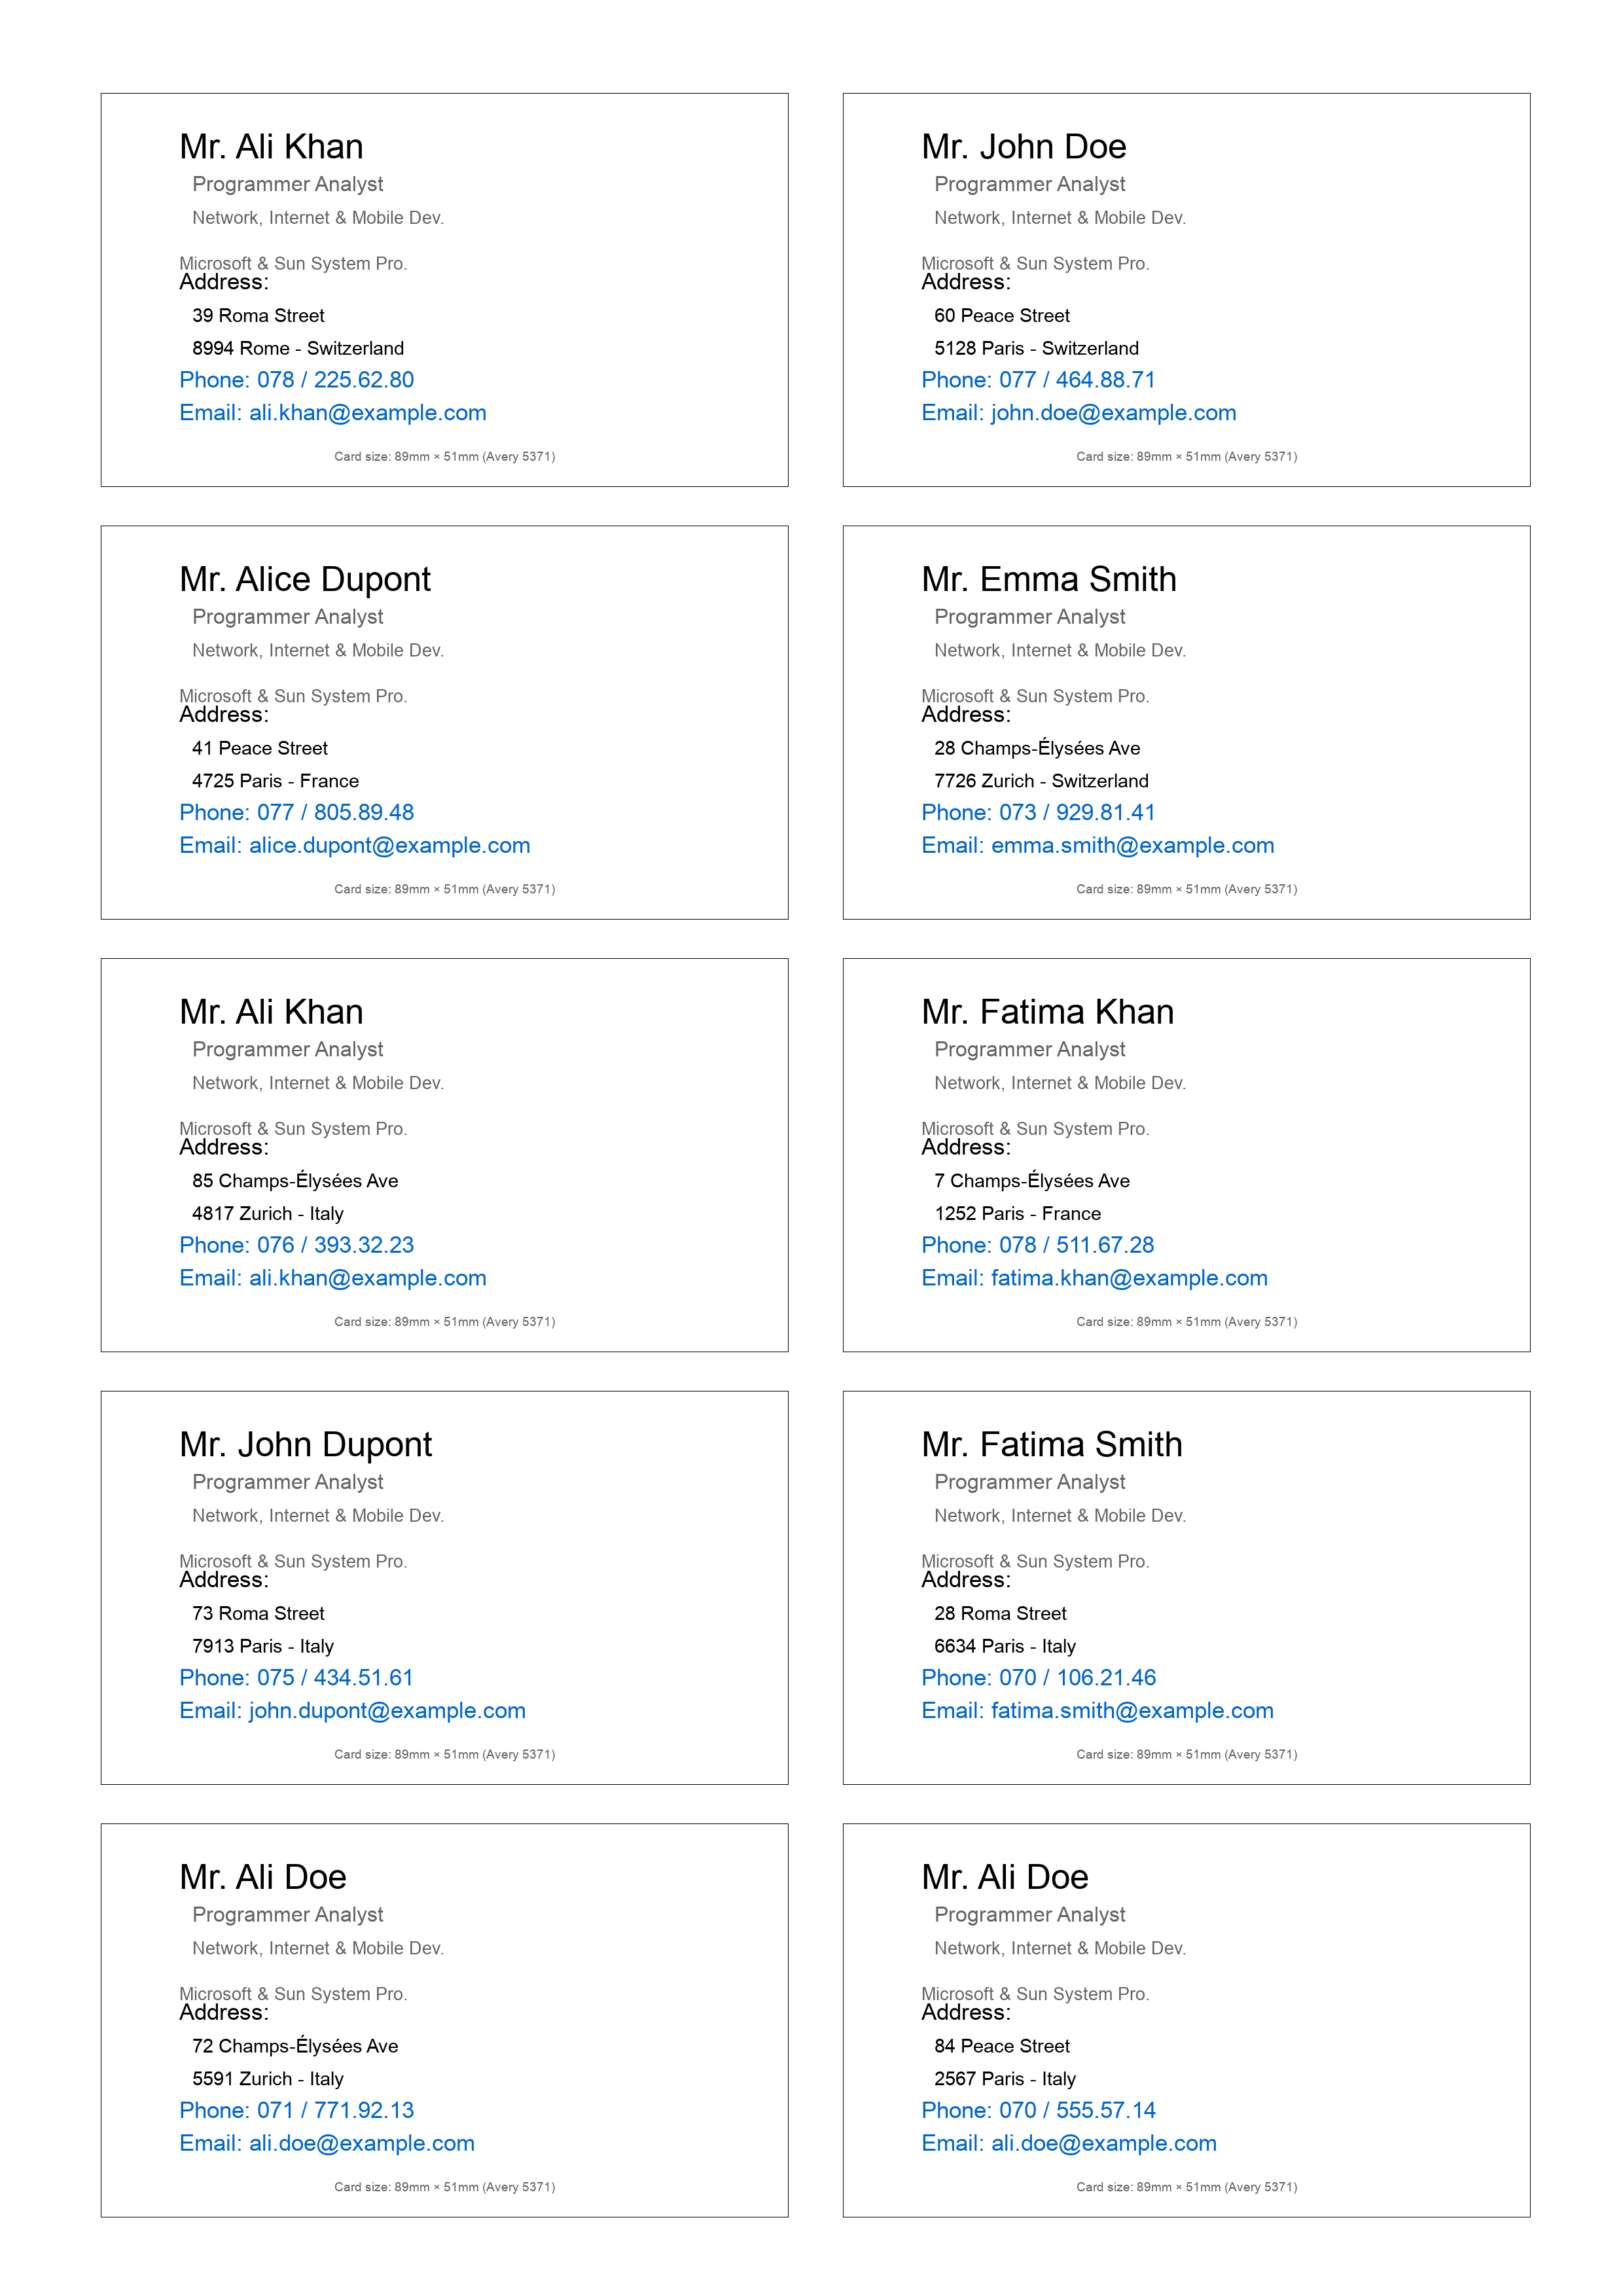 Mr. Ali Khan
Programmer Analyst
Network, Internet & Mobile Dev.
Microsoft & Sun System Pro.
Address:
39 Roma Street
8994 Rome - Switzerland
Phone: 078 / 225.62.80
Email: ali.khan@example.com
Card size: 89mm × 51mm (Avery 5371)
Mr. John Doe
Programmer Analyst
Network, Internet & Mobile Dev.
Microsoft & Sun System Pro.
Address:
60 Peace Street
5128 Paris - Switzerland
Phone: 077 / 464.88.71
Email: john.doe@example.com
Card size: 89mm × 51mm (Avery 5371)
Mr. Alice Dupont
Programmer Analyst
Network, Internet & Mobile Dev.
Microsoft & Sun System Pro.
Address:
41 Peace Street
4725 Paris - France
Phone: 077 / 805.89.48
Email: alice.dupont@example.com
Card size: 89mm × 51mm (Avery 5371)
Mr. Emma Smith
Programmer Analyst
Network, Internet & Mobile Dev.
Microsoft & Sun System Pro.
Address:
28 Champs-Élysées Ave
7726 Zurich - Switzerland
Phone: 073 / 929.81.41
Email: emma.smith@example.com
Card size: 89mm × 51mm (Avery 5371)
Mr. Ali Khan
Programmer Analyst
Network, Internet & Mobile Dev.
Microsoft & Sun System Pro.
Address:
85 Champs-Élysées Ave
4817 Zurich - Italy
Phone: 076 / 393.32.23
Email: ali.khan@example.com
Card size: 89mm × 51mm (Avery 5371)
Mr. Fatima Khan
Programmer Analyst
Network, Internet & Mobile Dev.
Microsoft & Sun System Pro.
Address:
7 Champs-Élysées Ave
1252 Paris - France
Phone: 078 / 511.67.28
Email: fatima.khan@example.com
Card size: 89mm × 51mm (Avery 5371)
Mr. John Dupont
Programmer Analyst
Network, Internet & Mobile Dev.
Microsoft & Sun System Pro.
Address:
73 Roma Street
7913 Paris - Italy
Phone: 075 / 434.51.61
Email: john.dupont@example.com
Card size: 89mm × 51mm (Avery 5371)
Mr. Fatima Smith
Programmer Analyst
Network, Internet & Mobile Dev.
Microsoft & Sun System Pro.
Address:
28 Roma Street
6634 Paris - Italy
Phone: 070 / 106.21.46
Email: fatima.smith@example.com
Card size: 89mm × 51mm (Avery 5371)
Mr. Ali Doe
Programmer Analyst
Network, Internet & Mobile Dev.
Microsoft & Sun System Pro.
Address:
72 Champs-Élysées Ave
5591 Zurich - Italy
Phone: 071 / 771.92.13
Email: ali.doe@example.com
Card size: 89mm × 51mm (Avery 5371)
Mr. Ali Doe
Programmer Analyst
Network, Internet & Mobile Dev.
Microsoft & Sun System Pro.
Address:
84 Peace Street
2567 Paris - Italy
Phone: 070 / 555.57.14
Email: ali.doe@example.com
Card size: 89mm × 51mm (Avery 5371)